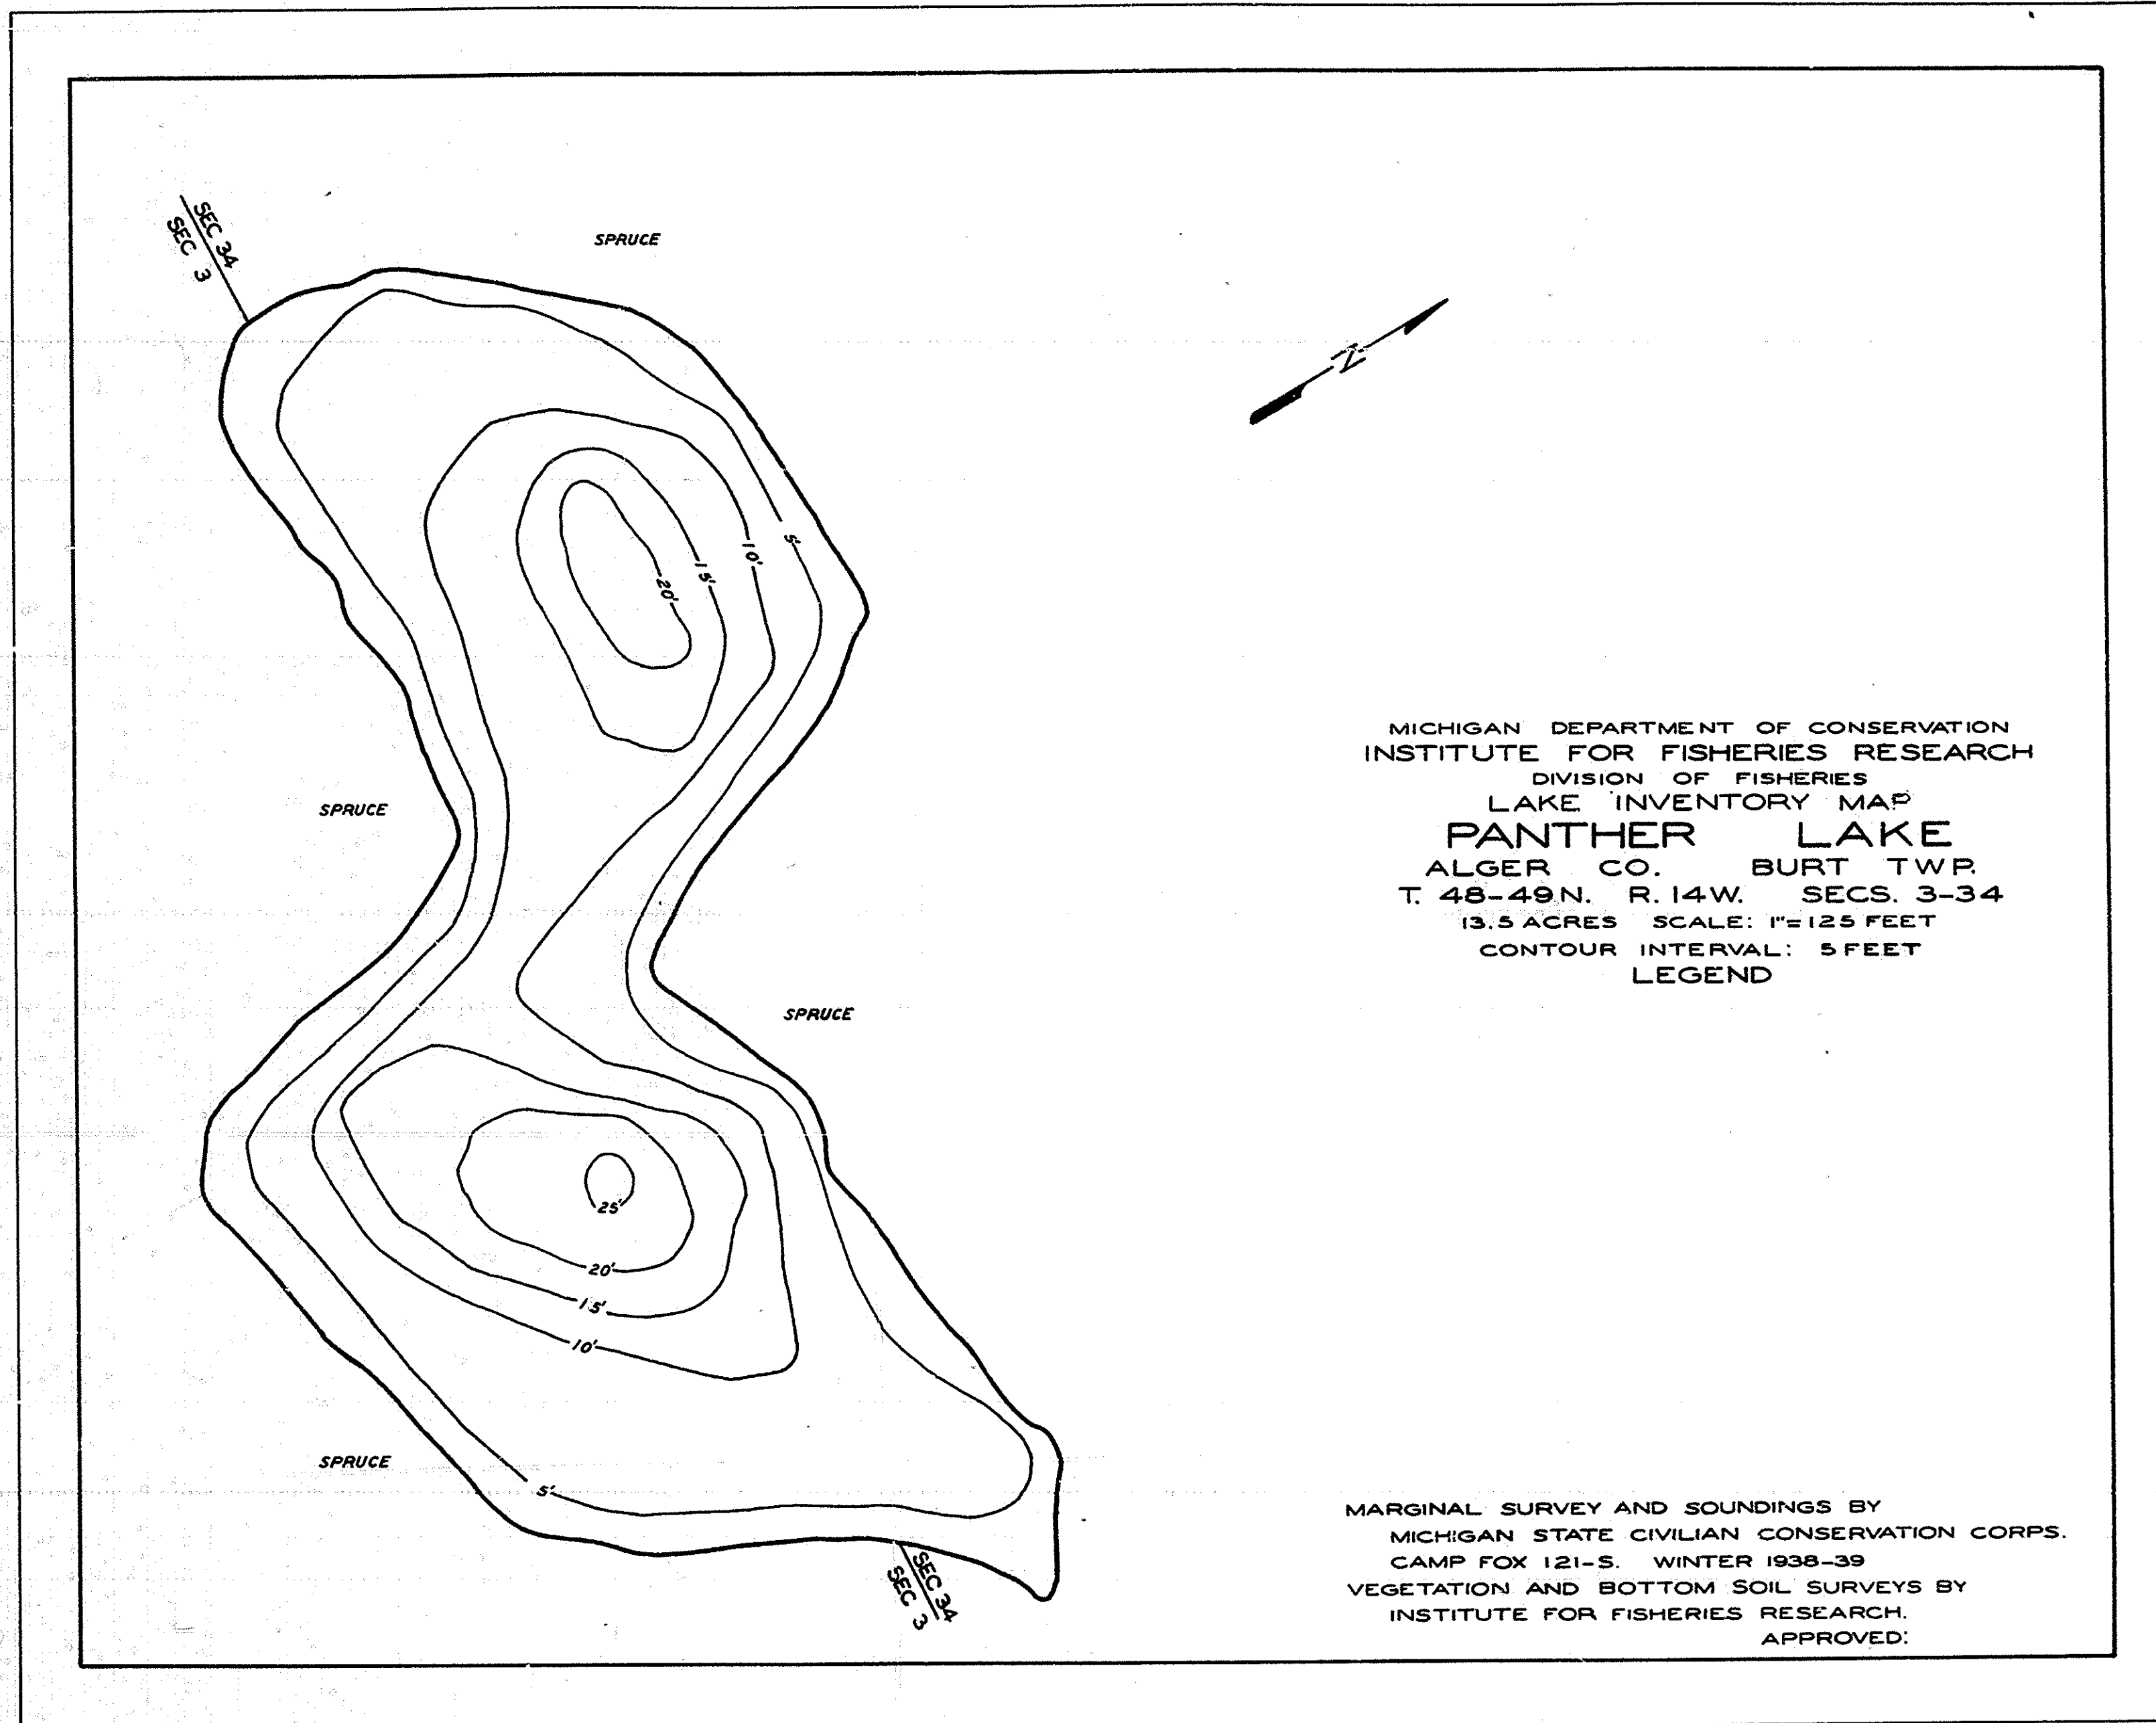 SEC 34
SEC 3
SPRUCE
N
5'
10'
15'
20'
SPRUCE
SPRUCE
25'
20'
15'
10'
5'
SPRUCE
SEC 34
SEC 3
MICHIGAN DEPARTMENT OF CONSERVATION
INSTITUTE FOR FISHERIES RESEARCH
DIVISION OF FISHERIES
LAKE INVENTORY MAP
PANTHER LAKE
ALGER CO. BURT TWP.
T. 48-49N. R. 14W. SECS. 3-34
13.5 ACRES SCALE: 1"=125 FEET
CONTOUR INTERVAL: 5 FEET
LEGEND
MARGINAL SURVEY AND SOUNDINGS BY
MICHIGAN STATE CIVILIAN CONSERVATION CORPS.
CAMP FOX 121-S. WINTER 1938-39
VEGETATION AND BOTTOM SOIL SURVEYS BY
INSTITUTE FOR FISHERIES RESEARCH.
APPROVED: